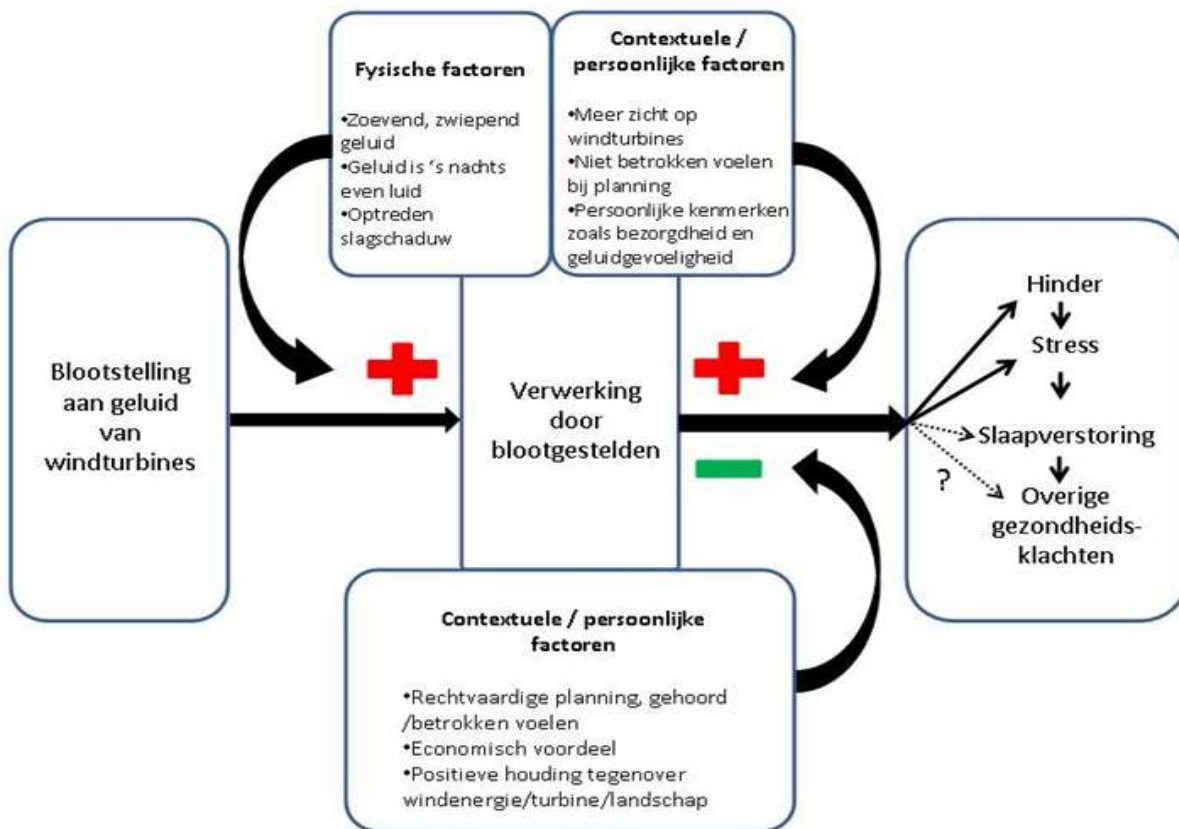 Fysische factoren
•Zoevend, zwiepend
geluid
•Geluid is ‘s nachts
even luid
•Optreden
slagschaduw
Contextuele /
persoonlijke factoren
•Meer zicht op
windturbines
•Niet betrokken voelen
bij planning
•Persoonlijke kenmerken
zoals bezorgdheid en
geluidgevoeligheid
Blootstelling
aan geluid
van
windturbines
Verwerking
door
blootgestelden
Hinder
Stress
Slaapverstoring
?
Overige
gezondheids-
klachten
Contextuele / persoonlijke
factoren
•Rechtvaardige planning, gehoord
/betrokken voelen
•Economisch voordeel
•Positieve houding tegenover
windenergie/turbine/landschap